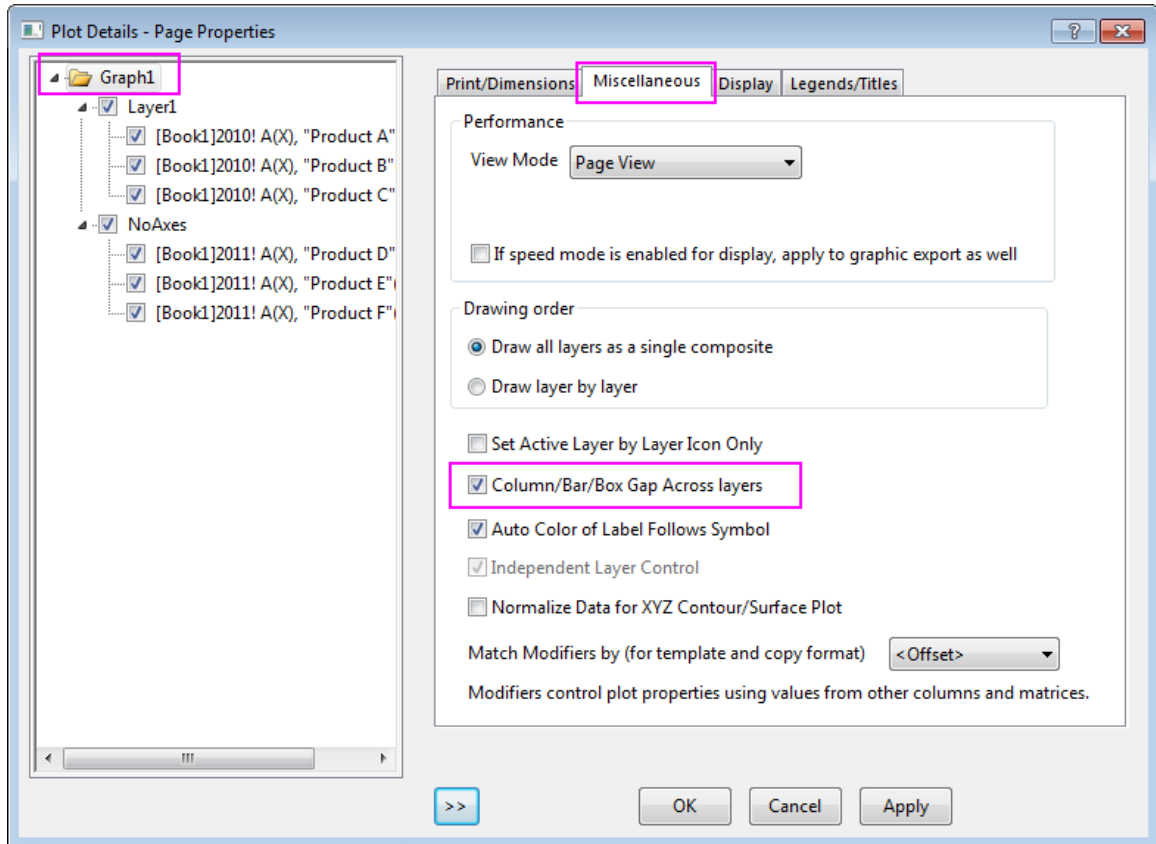 Plot Details - Page Properties
?
Graph1
Layer1
[Book1]2010! A(X), "Product A"
[Book1]2010! A(X), "Product B"
[Book1]2010! A(X), "Product C"
NoAxes
[Book1]2011! A(X), "Product D"
[Book1]2011! A(X), "Product E"(
[Book1]2011! A(X), "Product F"(
Print/Dimensions Miscellaneous Display Legends/Titles
Performance
View Mode Page View
If speed mode is enabled for display, apply to graphic export as well
Drawing order
Draw all layers as a single composite
Draw layer by layer
Set Active Layer by Layer Icon Only
Column/Bar/Box Gap Across layers
Auto Color of Label Follows Symbol
Independent Layer Control
Normalize Data for XYZ Contour/Surface Plot
Match Modifiers by (for template and copy format) <Offset>
Modifiers control plot properties using values from other columns and matrices.
>> OK Cancel Apply